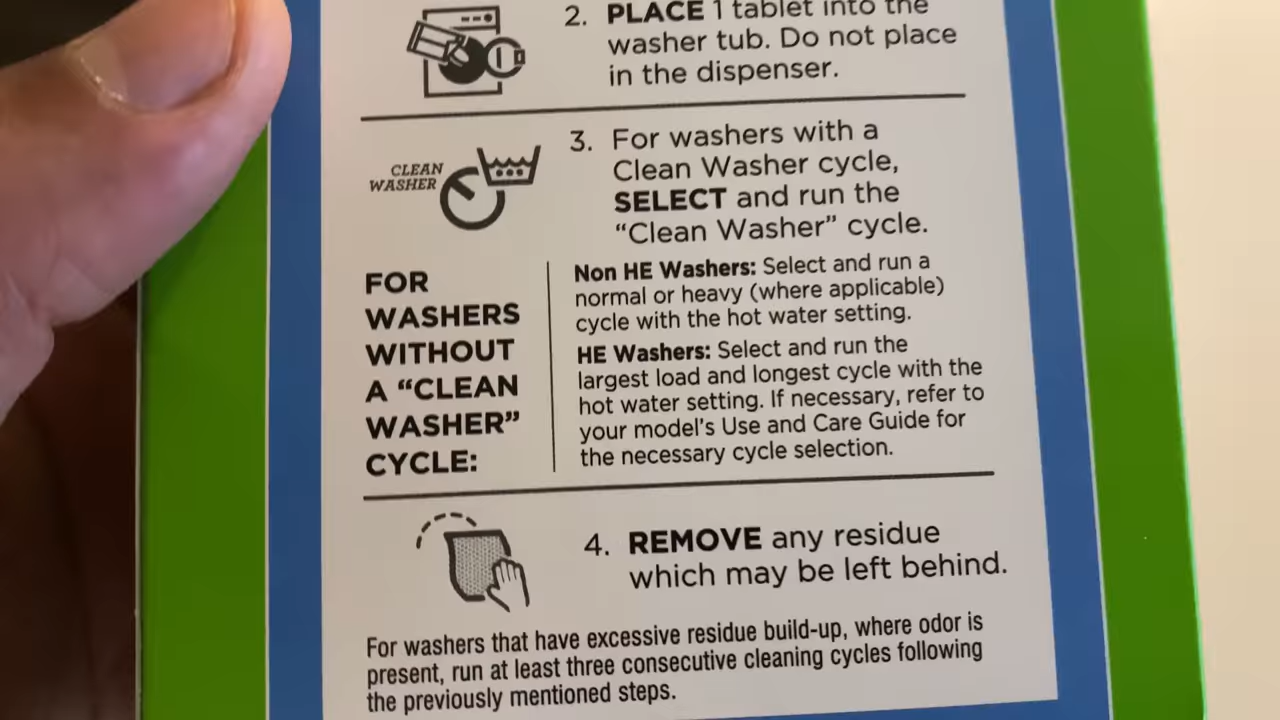 2. PLACE 1 tablet into the
washer tub. Do not place
in the dispenser.
CLEAN
WASHER
3. For washers with a
Clean Washer cycle,
SELECT and run the
“Clean Washer” cycle.
FOR
WASHERS
WITHOUT
A “CLEAN
WASHER”
CYCLE:
Non HE Washers: Select and run a
normal or heavy (where applicable)
cycle with the hot water setting.
HE Washers: Select and run the
largest load and longest cycle with the
hot water setting. If necessary, refer to
your model's Use and Care Guide for
the necessary cycle selection.
4. REMOVE any residue
which may be left behind.
For washers that have excessive residue build-up, where odor is
present, run at least three consecutive cleaning cycles following
the previously mentioned steps.